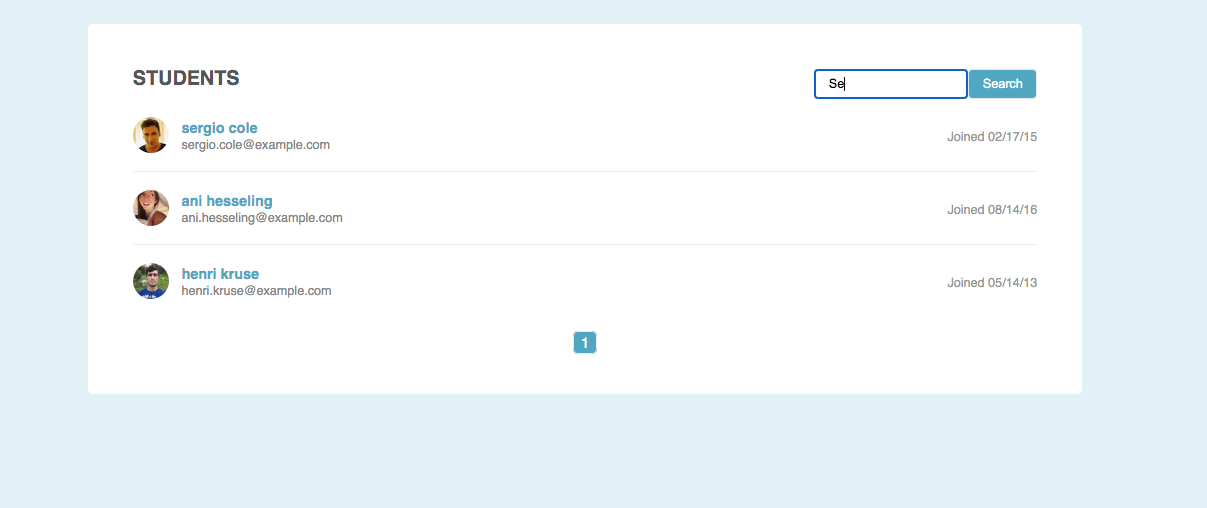 STUDENTS
Se
Search
sergio cole
sergio.cole@example.com
Joined 02/17/15
ani hesseling
ani.hesseling@example.com
Joined 08/14/16
henri kruse
henri.kruse@example.com
Joined 05/14/13
1